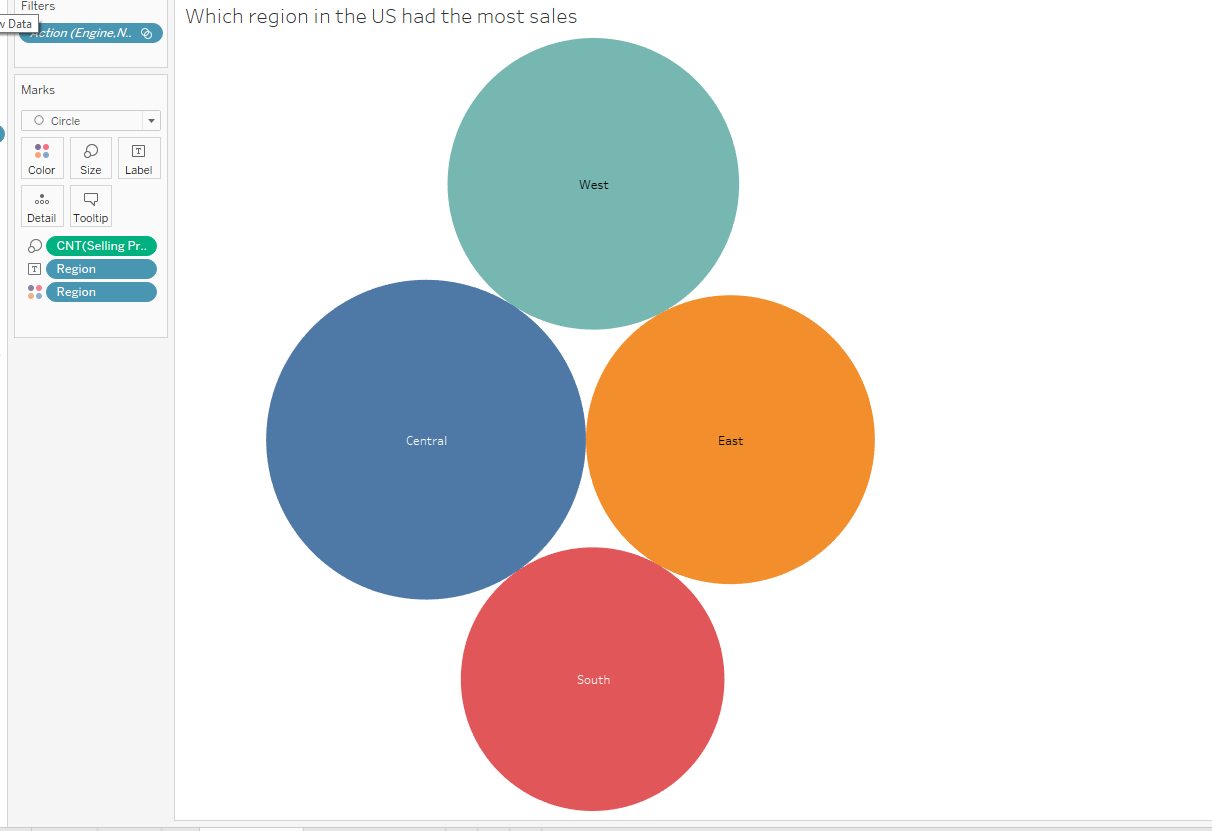 Filters
w Data
Action (Engine,N..
Marks
Circle
Color
Size
T
Label
Detail
Tooltip
CNT(Selling Pr..
T
Region
Region
Which region in the US had the most sales
West
Central
East
South